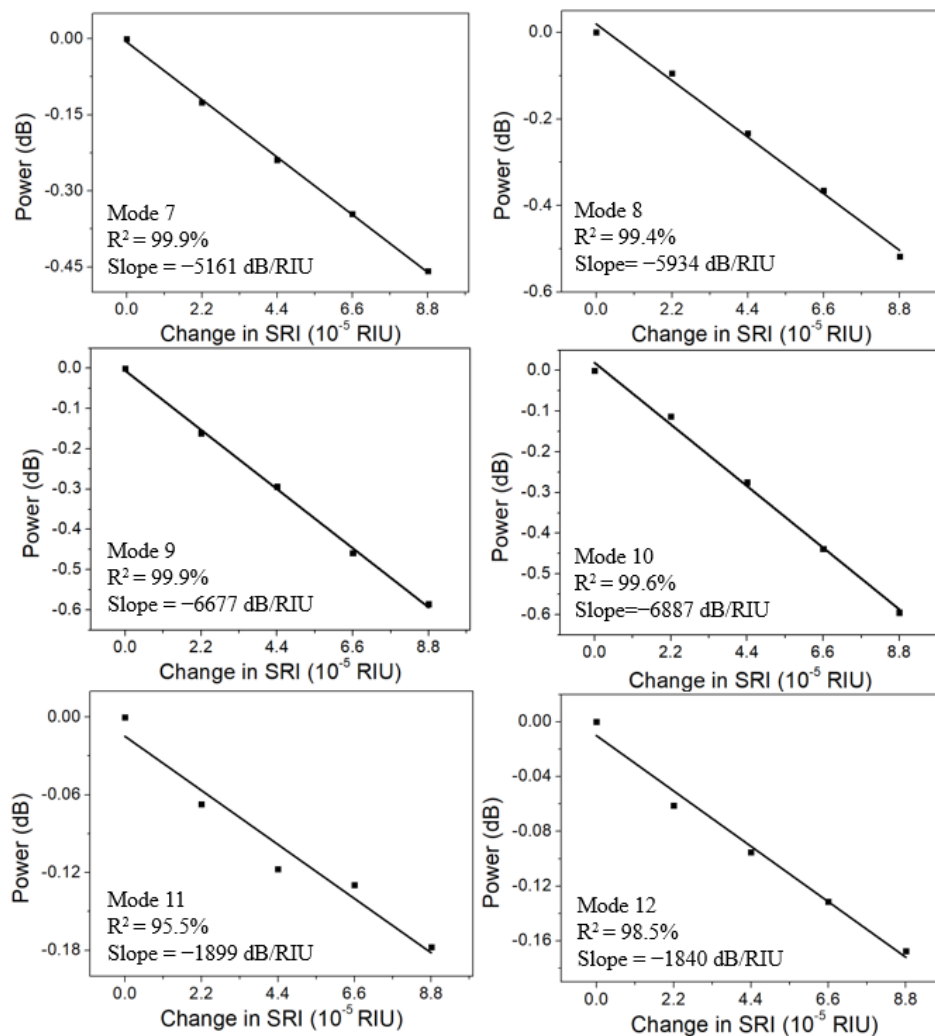 0.00
-0.15
-0.30
-0.45
Power (dB)
Mode 7
R² = 99.9%
Slope = −5161 dB/RIU
0.0 2.2 4.4 6.6 8.8
Change in SRI (10⁻⁵ RIU)
0.0
-0.2
-0.4
-0.6
Power (dB)
Mode 8
R² = 99.4%
Slope= −5934 dB/RIU
0.0 2.2 4.4 6.6 8.8
Change in SRI (10⁻⁵ RIU)
0.0
-0.1
-0.2
-0.3
-0.4
-0.5
-0.6
Power (dB)
Mode 9
R² = 99.9%
Slope = −6677 dB/RIU
0.0 2.2 4.4 6.6 8.8
Change in SRI (10⁻⁵ RIU)
0.0
-0.1
-0.2
-0.3
-0.4
-0.5
-0.6
Power (dB)
Mode 10
R² = 99.6%
Slope=−6887 dB/RIU
0.0 2.2 4.4 6.6 8.8
Change in SRI (10⁻⁵ RIU)
0.00
-0.06
-0.12
-0.18
Power (dB)
Mode 11
R² = 95.5%
Slope = −1899 dB/RIU
0.0 2.2 4.4 6.6 8.8
Change in SRI (10⁻⁵ RIU)
0.00
-0.04
-0.08
-0.12
-0.16
Power (dB)
Mode 12
R² = 98.5%
Slope = −1840 dB/RIU
0.0 2.2 4.4 6.6 8.8
Change in SRI (10⁻⁵ RIU)